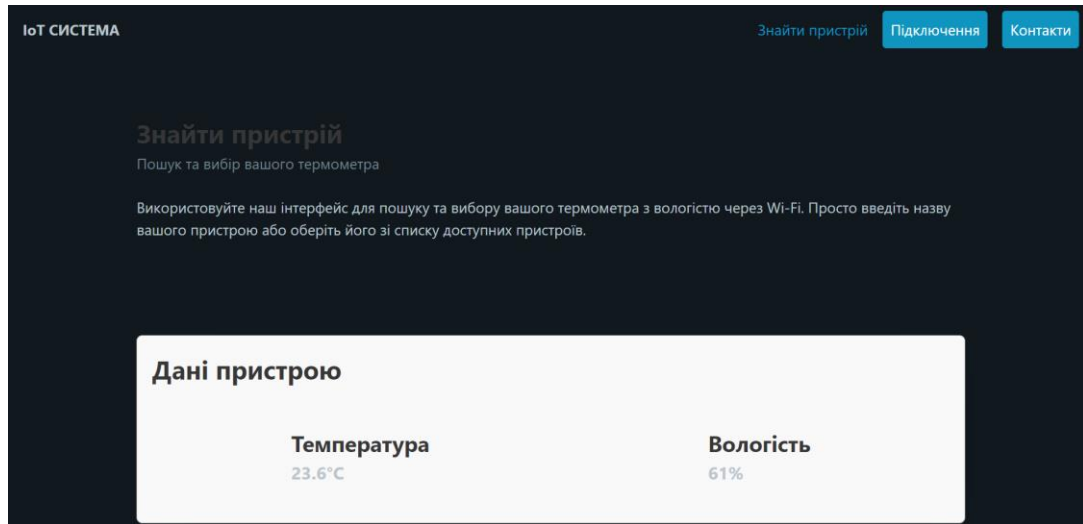 IoT СИСТЕМА
Знайти пристрій
Підключення
Контакти
Знайти пристрій
Пошук та вибір вашого термометра
Використовуйте наш інтерфейс для пошуку та вибору вашого термометра з вологістю через Wi-Fi. Просто введіть назву
вашого пристрою або оберіть його зі списку доступних пристроїв.
Дані пристрою
Температура
Вологість
23.6°C
61%